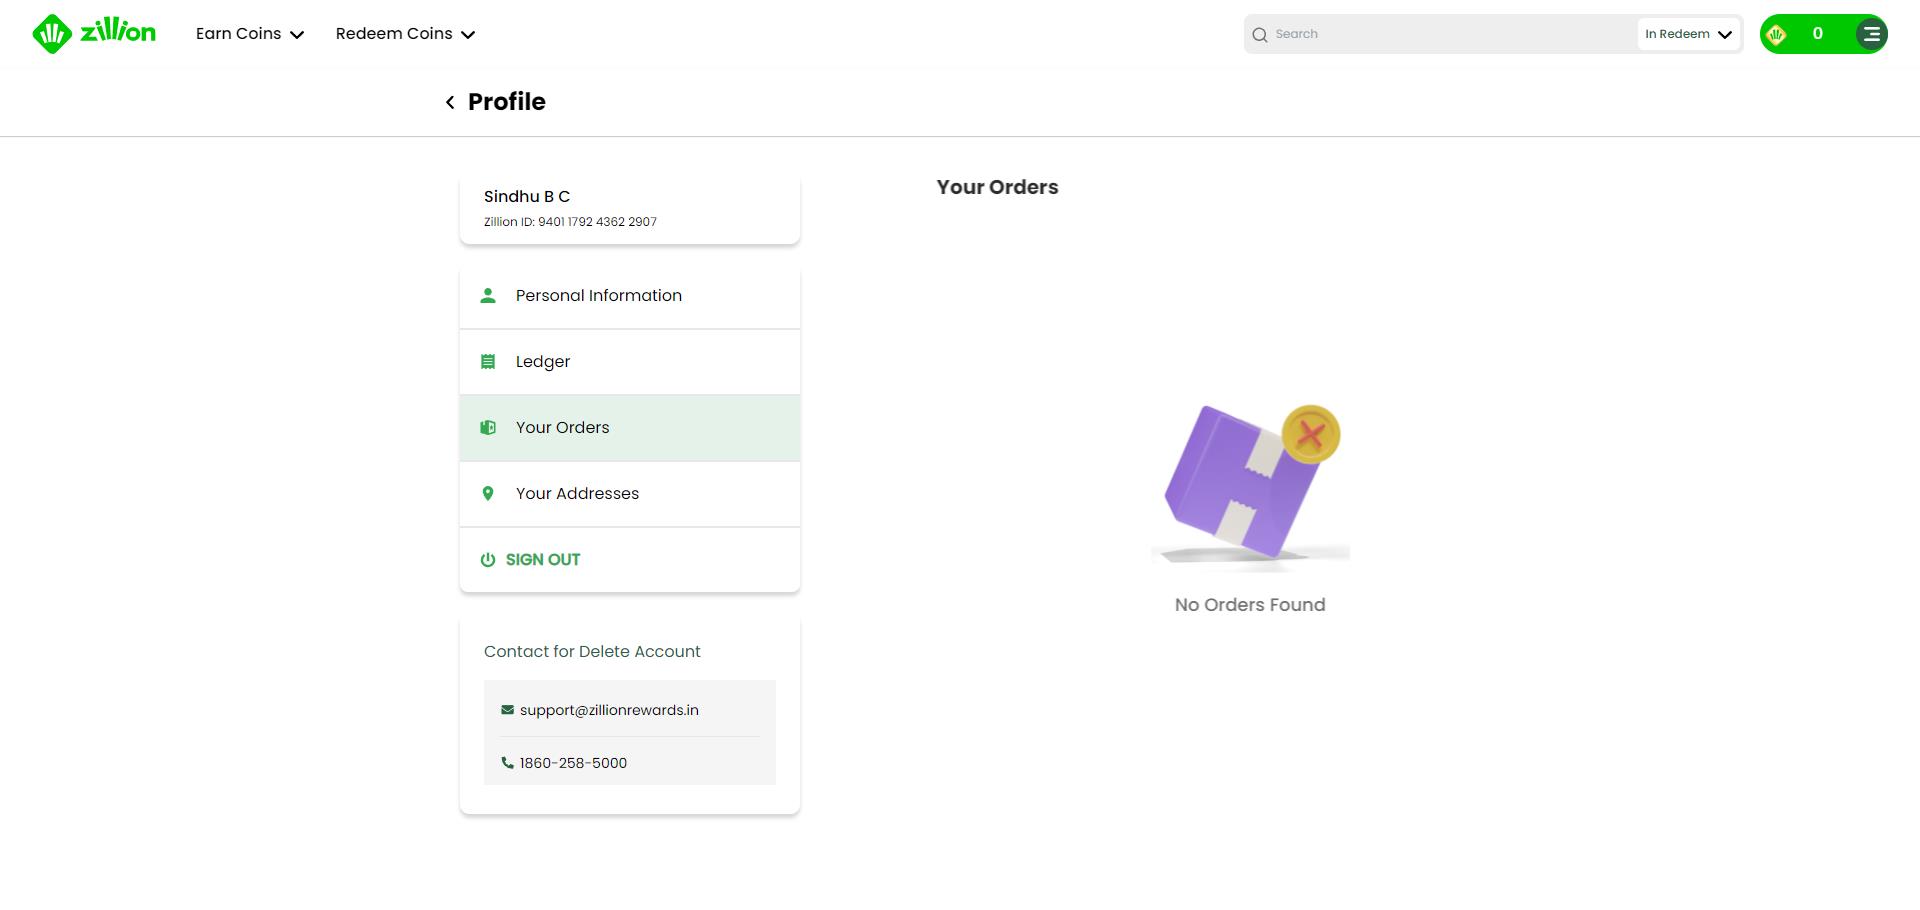 zillion
Earn Coins
Redeem Coins
Search
In Redeem
0
Profile
Sindhu B C
Zillion ID: 9401 1792 4362 2907
Personal Information
Ledger
Your Orders
Your Addresses
SIGN OUT
Contact for Delete Account
support@zillionrewards.in
1860-258-5000
Your Orders
No Orders Found